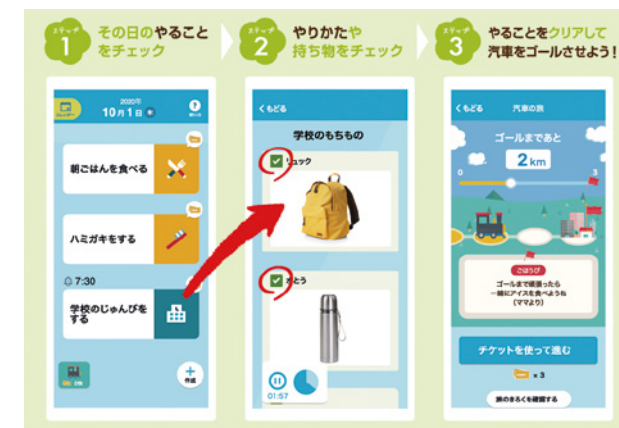 ステップ
1
その日のやること
をチェック
ステップ
2
やりかたや
持ち物をチェック
ステップ
3
やることをクリアして
汽車をゴールさせよう!
2020年
10月1日
朝ごはんを食べる
ハミガキをする
7:30
学校のじゅんびを
する
作成
くもどる
学校のもちもの
リュック
すいとう
01:57
くもどる
汽車の旅
ゴールまであと
2 km
0
3
ごほうび
ゴールまで頑張ったら
一緒にアイスを食べようね
(ママより)
チケットを使って進む
× 3
旅のきろくを確認する